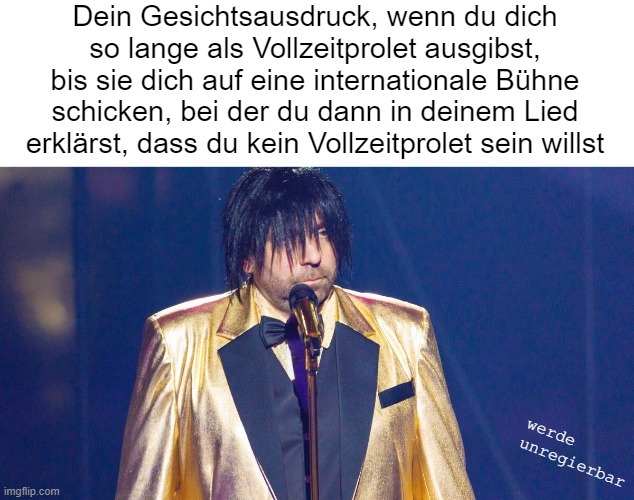 Dein Gesichtsausdruck, wenn du dich
so lange als Vollzeitprolet ausgibst,
bis sie dich auf eine internationale Bühne
schicken, bei der du dann in deinem Lied
erklärst, dass du kein Vollzeitprolet sein willst
werde
unregierbar
imgflip.com